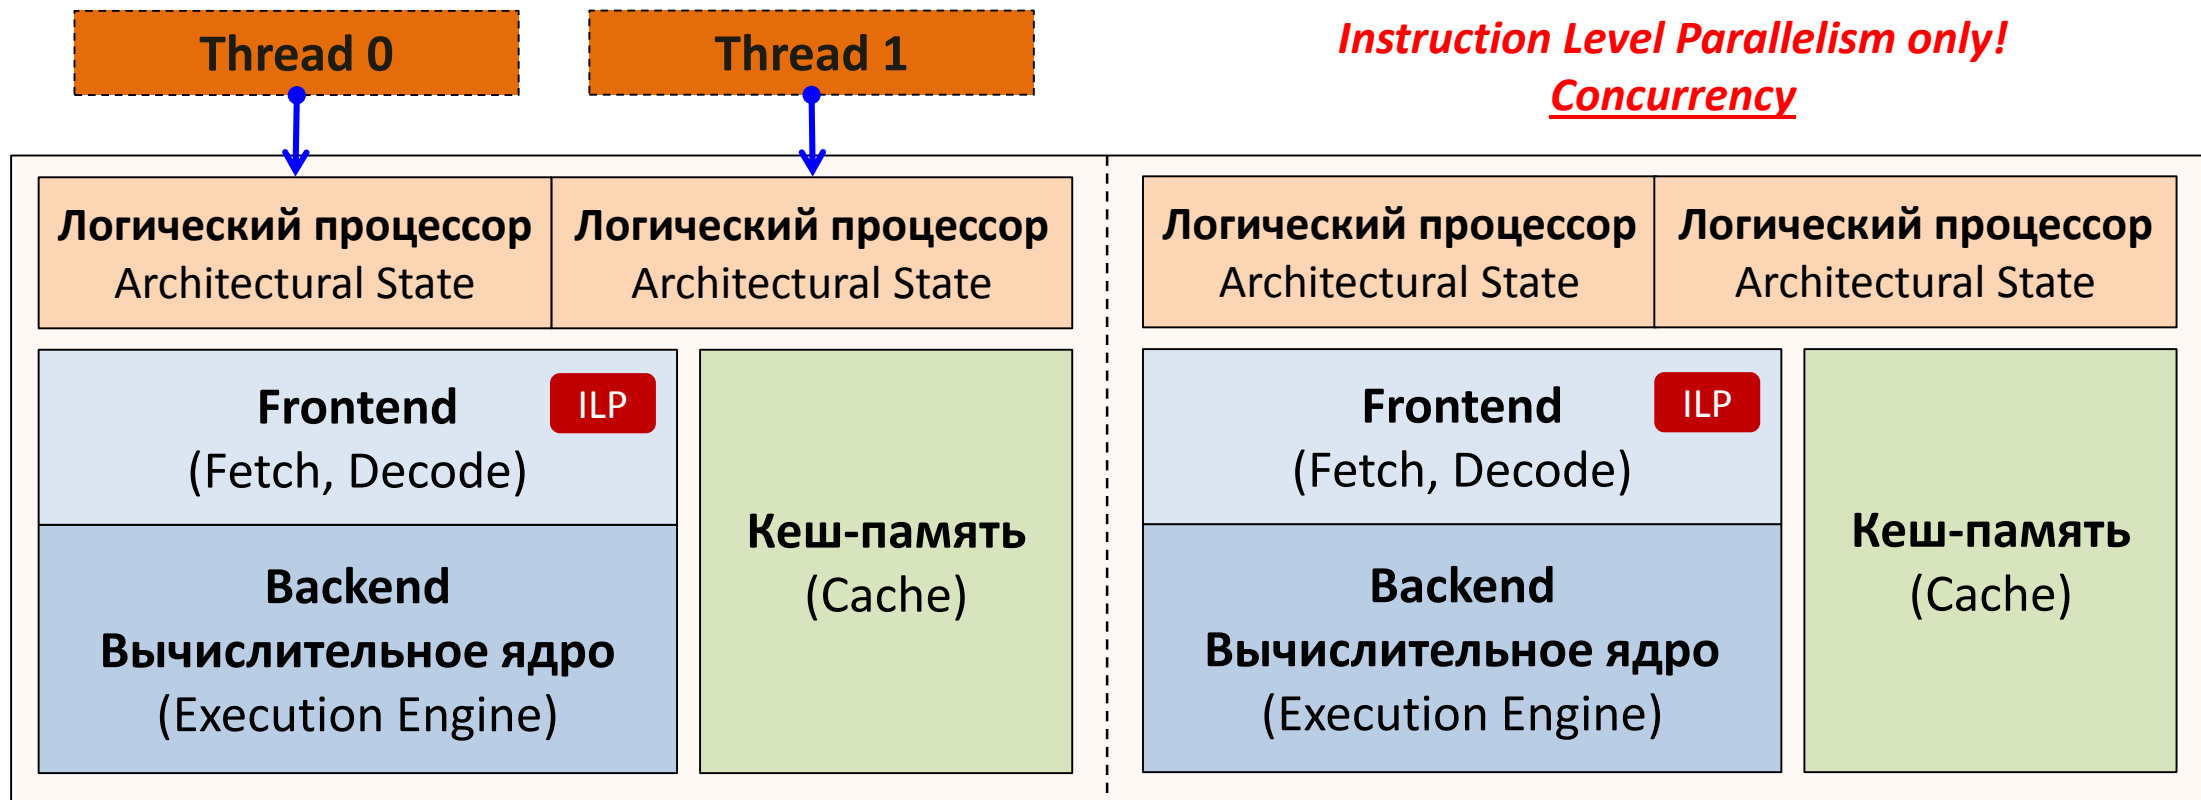 Thread 0
Thread 1
Instruction Level Parallelism only!
Concurrency
Логический процессор
Architectural State
Логический процессор
Architectural State
Frontend
ILP
(Fetch, Decode)
Backend
Вычислительное ядро
(Execution Engine)
Кеш-память
(Cache)
Логический процессор
Architectural State
Логический процессор
Architectural State
Frontend
ILP
(Fetch, Decode)
Backend
Вычислительное ядро
(Execution Engine)
Кеш-память
(Cache)